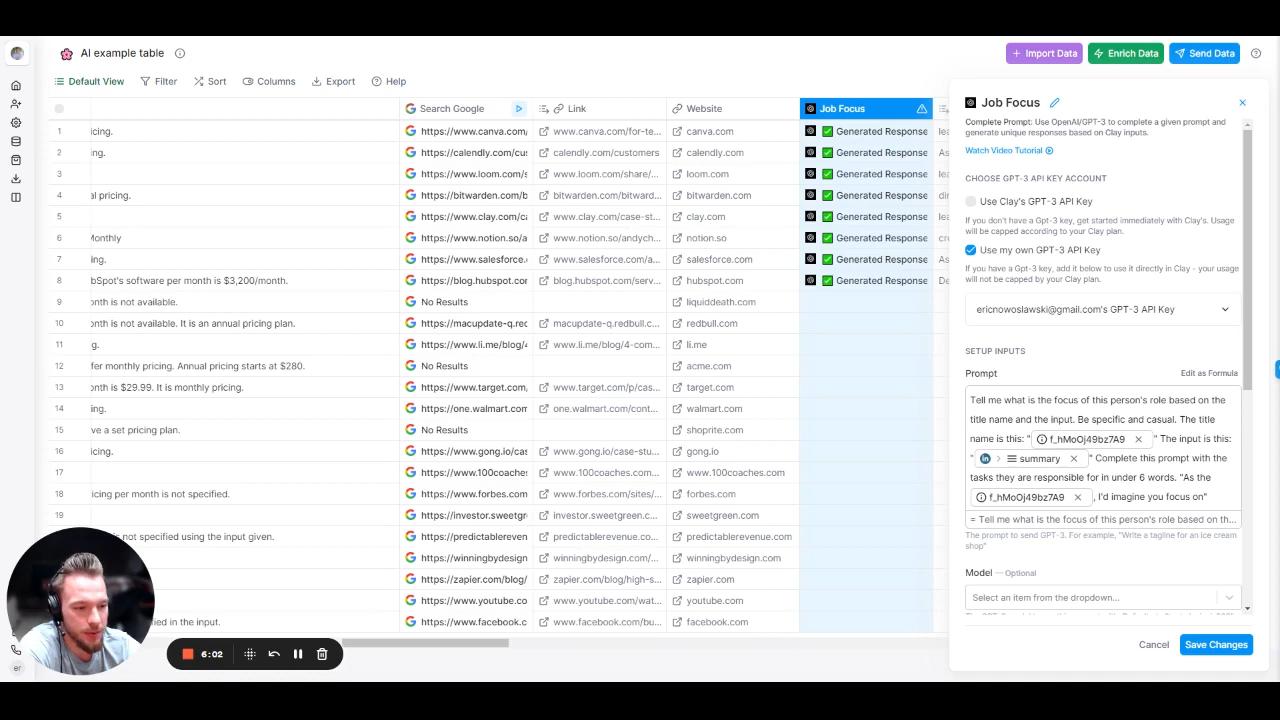 AI example table
Import Data
Enrich Data
Send Data
Default View
Filter
Sort
Columns
Export
Help
Search Google
Link
Website
Job Focus
1 icing. https://www.canva.com/ www.canva.com/for-te... canva.com Generated Response lea
2 ing. https://calendly.com/cus calendly.com/customers calendly.com Generated Response As
3 https://www.loom.com/s www.loom.com/share/... loom.com Generated Response
4 al pricing. https://bitwarden.com/b bitwarden.com/bitward... bitwarden.com Generated Response dir
5 https://www.clay.com/ca www.clay.com/case-st... clay.com Generated Response lea
6 Monthly https://www.notion.so/a www.notion.so/andych... notion.so Generated Response cre
7 ing. https://www.salesforce. www.salesforce.com/a... salesforce.com Generated Response As
8 bSpot's software per month is $3,200/month. https://blog.hubspot.cor blog.hubspot.com/serv... hubspot.com Generated Response De
9 onth is not available. No Results liquiddeath.com
10 onth is not available. It is an annual pricing plan. https://macupdate-q.red macupdate-q.redbull.c... redbull.com
11 g. https://www.li.me/blog/4 www.li.me/blog/4-com... li.me
12 fer monthly pricing. Annual pricing starts at $280. No Results acme.com
13 onth is $29.99. It is monthly pricing. https://www.target.com, www.target.com/p/cas... target.com
14 ing. https://one.walmart.com one.walmart.com/cont... walmart.com
15 ve a set pricing plan. No Results shoprite.com
16 icing. https://www.gong.io/cas www.gong.io/case-stu... gong.io
17 https://www.100coaches www.100coaches.com... www.100coaches.com
18 icing per month is not specified. https://www.forbes.com www.forbes.com/sites/... forbes.com
19 https://investor.sweetgr investor.sweetgreen.c... sweetgreen.com
is not specified using the input given. https://predictablereven predictablerevenue.co... predictablerevenue.com
https://winningbydesign winningbydesign.com/... winningbydesign.com
https://zapier.com/blog/ zapier.com/blog/high-s... zapier.com
https://www.youtube.co www.youtube.com/wat... youtube.com
ied in the input. https://www.facebook.c www.facebook.com/bu... facebook.com
6:02
er
Job Focus
Complete Prompt: Use OpenAI/GPT-3 to complete a given prompt and
generate unique responses based on Clay inputs.
Watch Video Tutorial
CHOOSE GPT-3 API KEY ACCOUNT
Use Clay's GPT-3 API Key
If you don't have a Gpt-3 key, get started immediately with Clay's. Usage
will be capped according to your Clay plan.
Use my own GPT-3 API Key
If you have a Gpt-3 key, add it below to use it directly in Clay - your usage
will not be capped by your Clay plan.
ericnowoslawski@gmail.com's GPT-3 API Key
SETUP INPUTS
Prompt Edit as Formula
Tell me what is the focus of this person's role based on the
title name and the input. Be specific and casual. The title
name is this: " f_hMoOj49bz7A9 " The input is this:
" in > summary " Complete this prompt with the
tasks they are responsible for in under 6 words. "As the
f_hMoOj49bz7A9 , I'd imagine you focus on"
= Tell me what is the focus of this person's role based on th...
The prompt to send GPT-3. For example, "Write a tagline for an ice cream
shop"
Model — Optional
Select an item from the dropdown...
Cancel
Save Changes